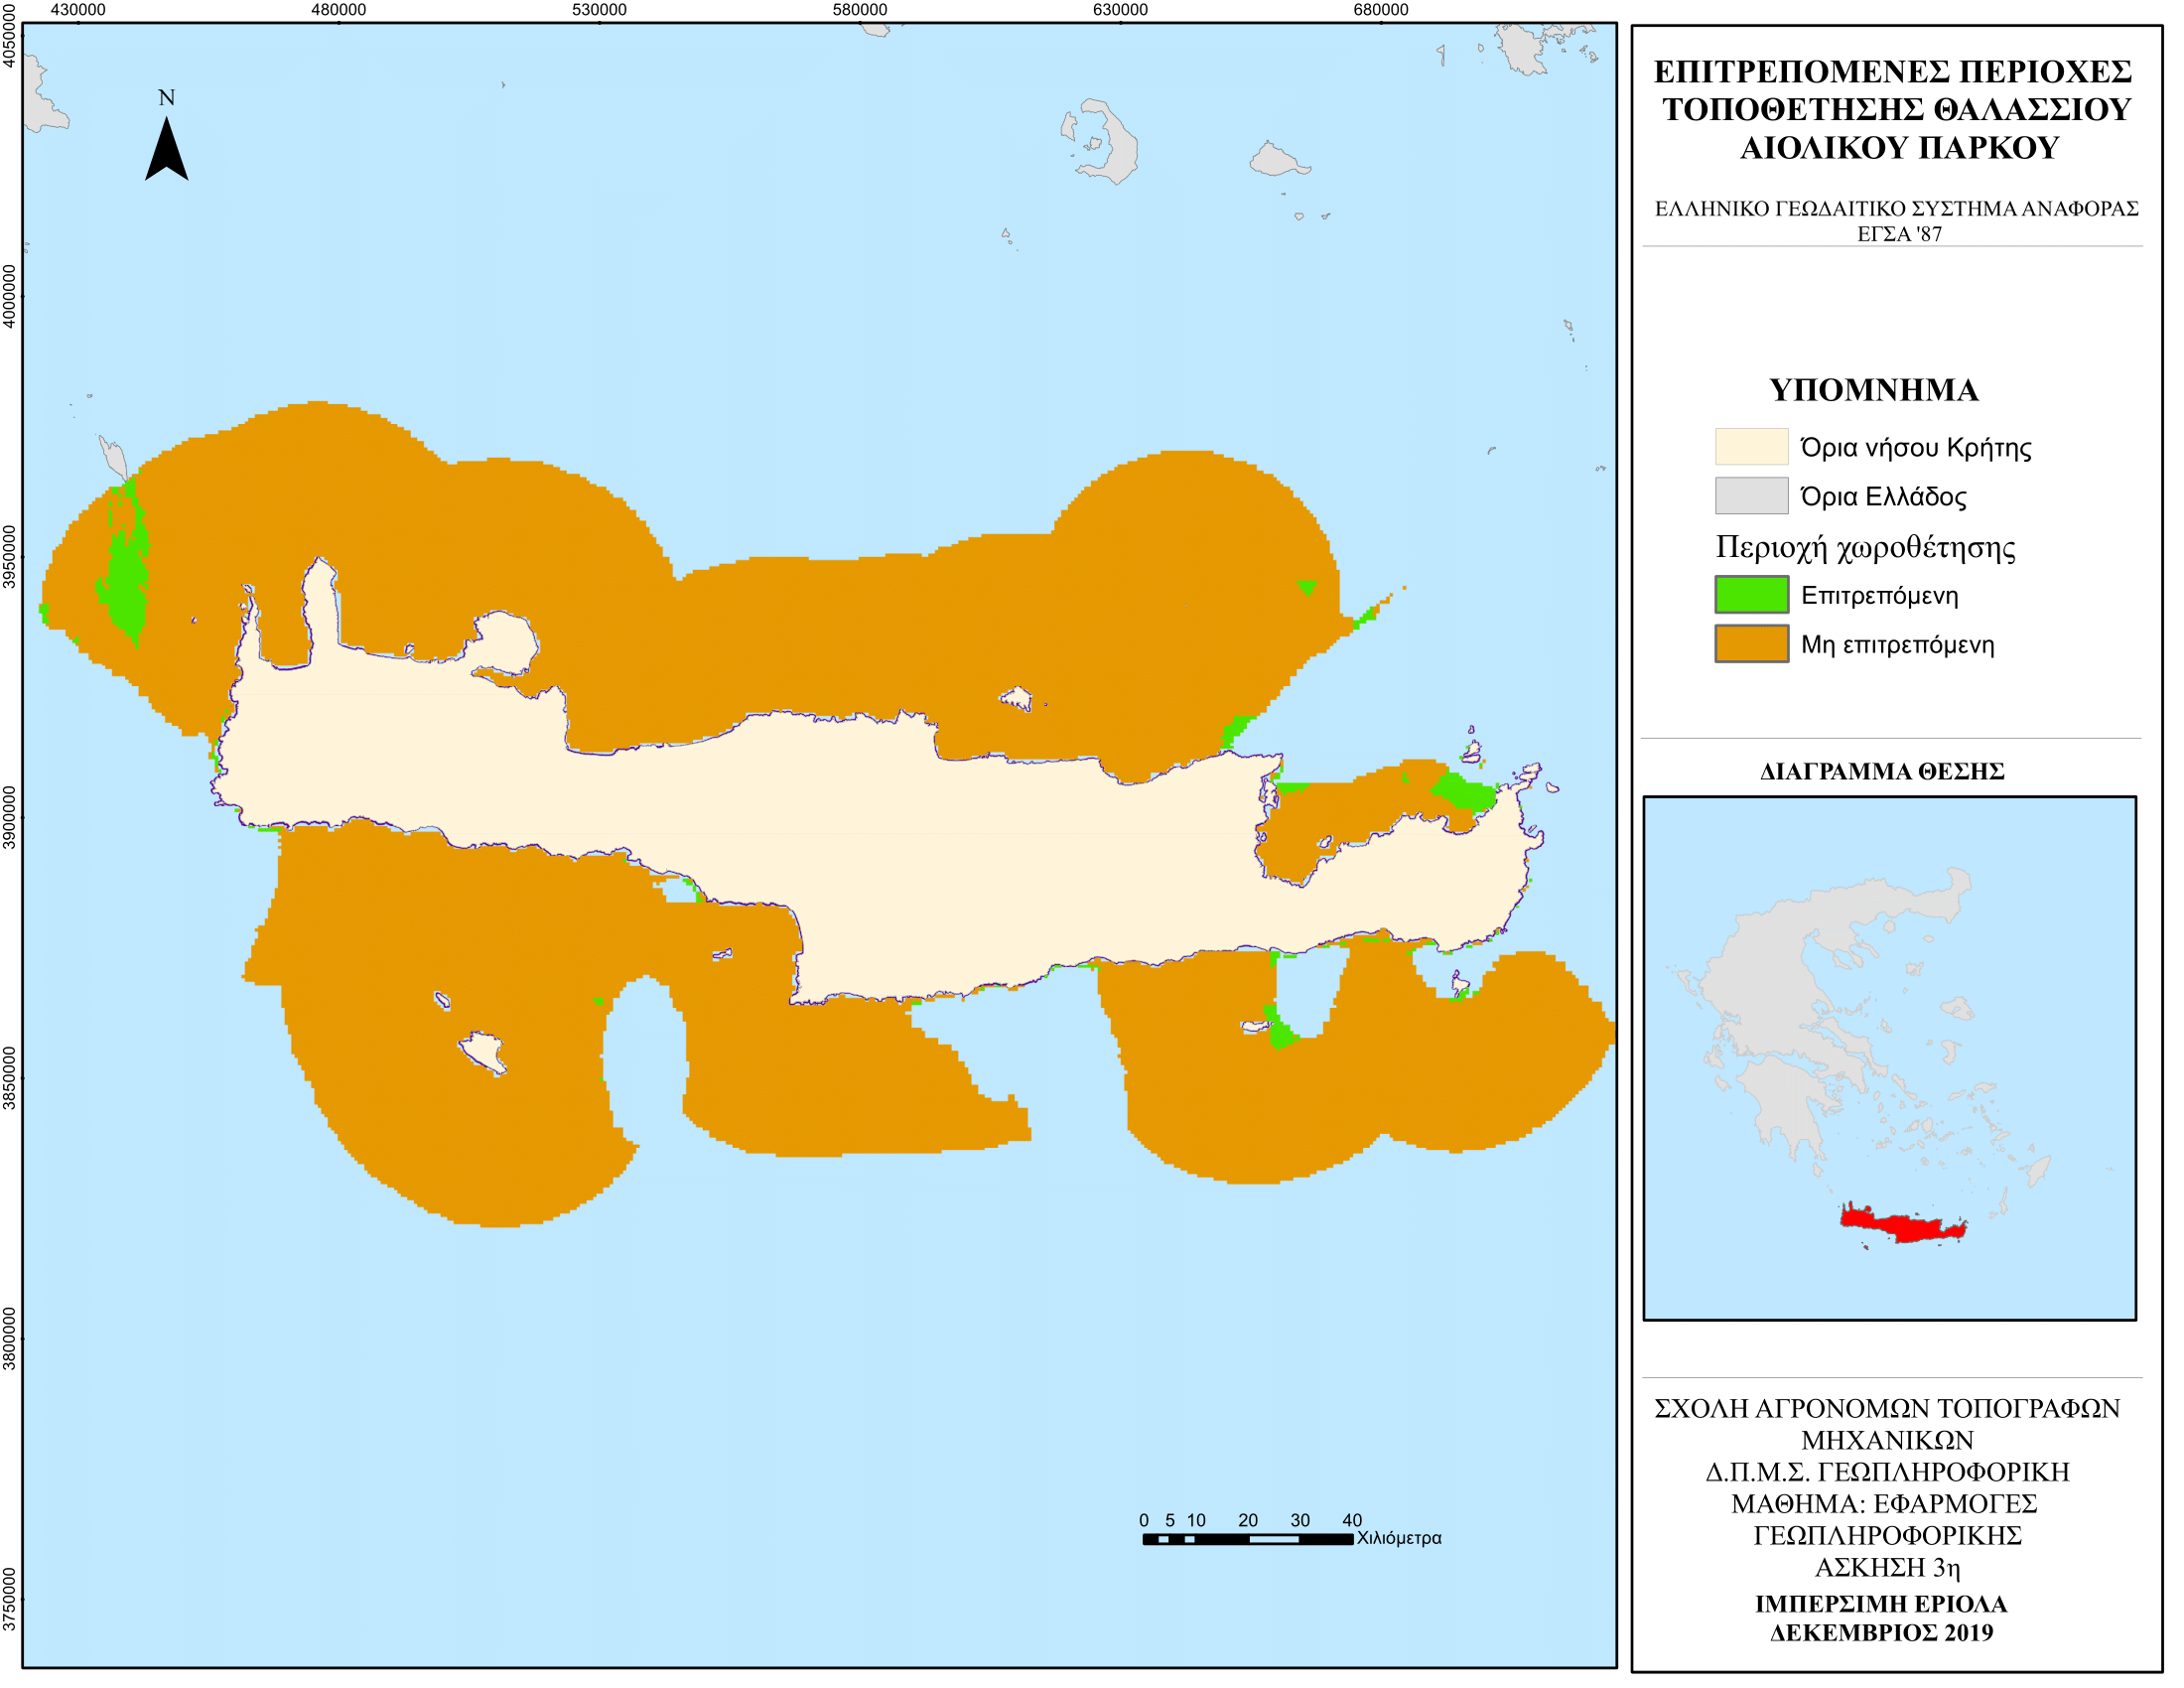 430000 480000 530000 580000 630000 680000
4050000
4000000
3950000
3900000
3850000
3800000
3750000
N
0 5 10 20 30 40
Χιλιόμετρα
ΕΠΙΤΡΕΠΟΜΕΝΕΣ ΠΕΡΙΟΧΕΣ
ΤΟΠΟΘΕΤΗΣΗΣ ΘΑΛΑΣΣΙΟΥ
ΑΙΟΛΙΚΟΥ ΠΑΡΚΟΥ
ΕΛΛΗΝΙΚΟ ΓΕΩΔΑΙΤΙΚΟ ΣΥΣΤΗΜΑ ΑΝΑΦΟΡΑΣ
ΕΓΣΑ '87
ΥΠΟΜΝΗΜΑ
Όρια νήσου Κρήτης
Όρια Ελλάδος
Περιοχή χωροθέτησης
Επιτρεπόμενη
Μη επιτρεπόμενη
ΔΙΑΓΡΑΜΜΑ ΘΕΣΗΣ
ΣΧΟΛΗ ΑΓΡΟΝΟΜΩΝ ΤΟΠΟΓΡΑΦΩΝ
ΜΗΧΑΝΙΚΩΝ
Δ.Π.Μ.Σ. ΓΕΩΠΛΗΡΟΦΟΡΙΚΗ
ΜΑΘΗΜΑ: ΕΦΑΡΜΟΓΕΣ
ΓΕΩΠΛΗΡΟΦΟΡΙΚΗΣ
ΑΣΚΗΣΗ 3η
ΙΜΠΕΡΣΙΜΗ ΕΡΙΟΛΑ
ΔΕΚΕΜΒΡΙΟΣ 2019